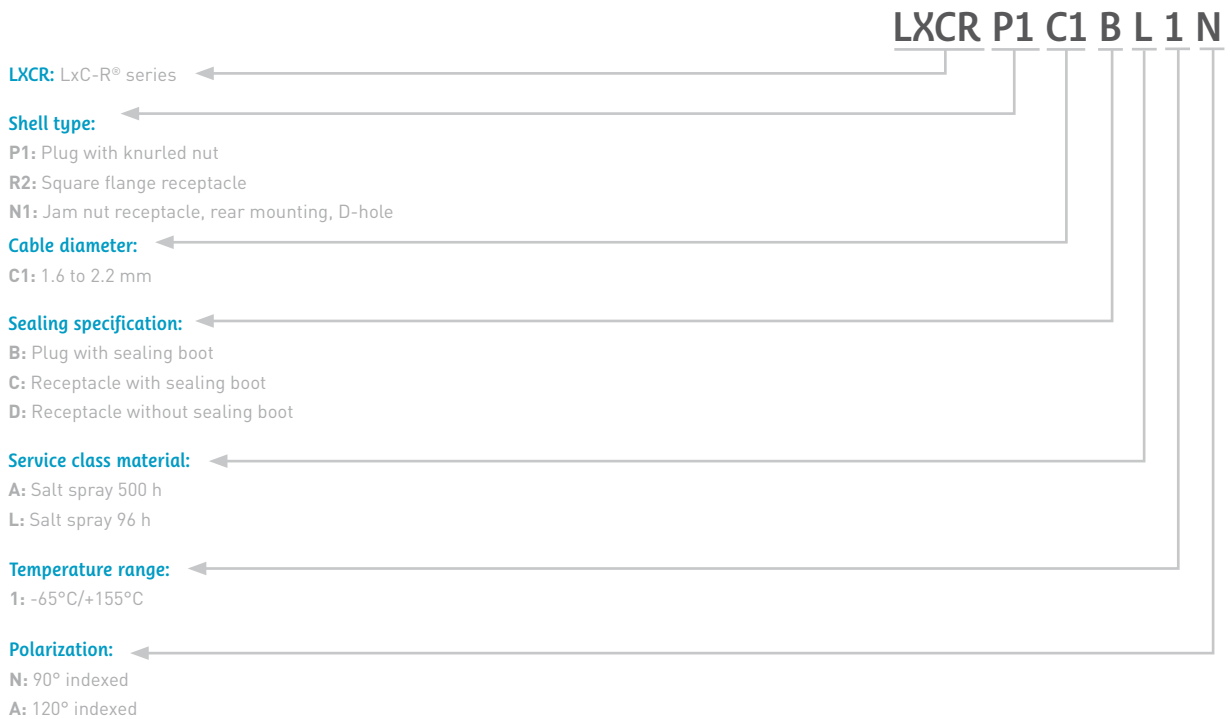 LXCR P1 C1 B L 1 N
LXCR: LxC-R® series
Shell type:
P1: Plug with knurled nut
R2: Square flange receptacle
N1: Jam nut receptacle, rear mounting, D-hole
Cable diameter:
C1: 1.6 to 2.2 mm
Sealing specification:
B: Plug with sealing boot
C: Receptacle with sealing boot
D: Receptacle without sealing boot
Service class material:
A: Salt spray 500 h
L: Salt spray 96 h
Temperature range:
1: -65°C/+155°C
Polarization:
N: 90° indexed
A: 120° indexed